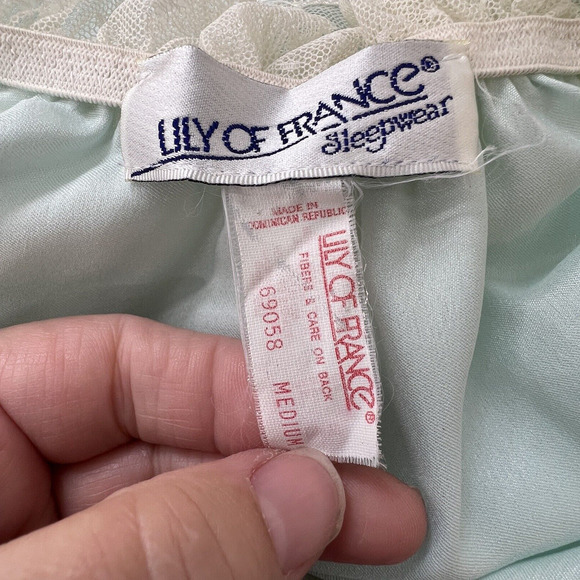 LILY OF FRANCE®
Sleepwear
MADE IN
DOMINICAN REPUBLIC
LILY OF FRANCE®
FIBERS & CARE ON BACK
69058 MEDIUM